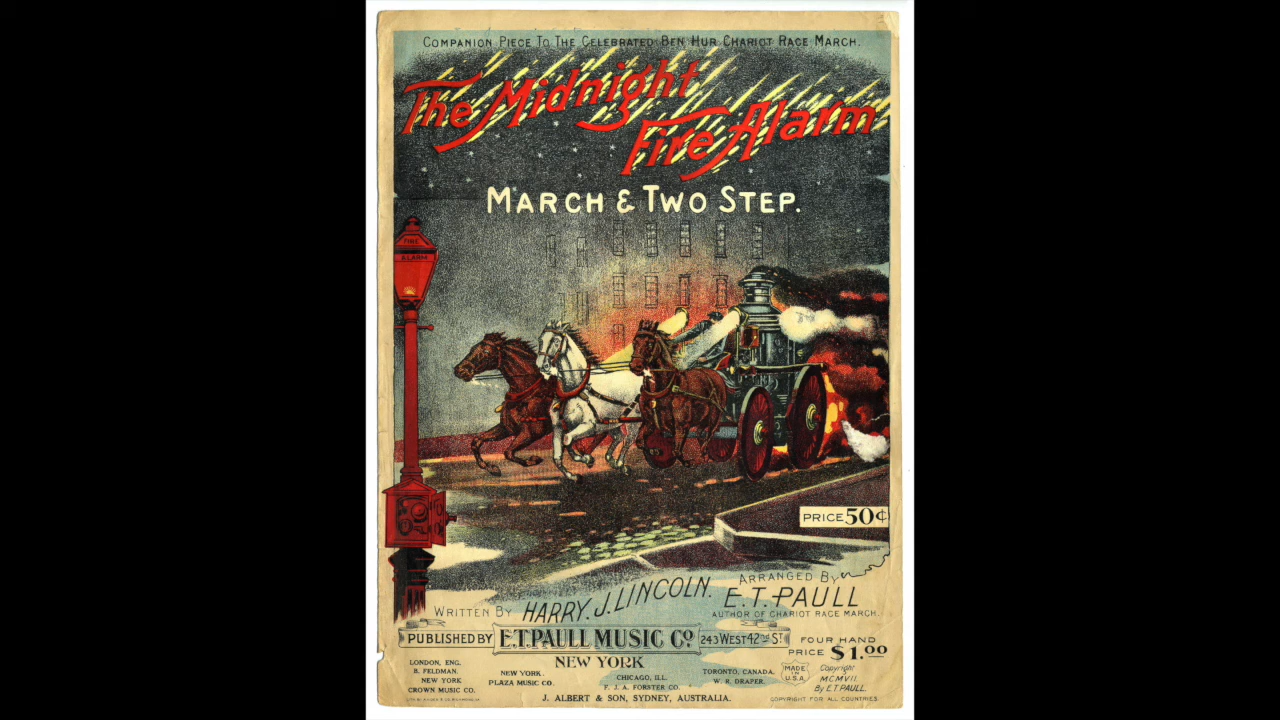 COMPANION PIECE TO THE CELEBRATED BEN HUR CHARIOT RACE MARCH.
The Midnight
Fire Alarm
MARCH & TWO STEP.
FIRE
ALARM
PRICE 50¢
WRITTEN BY HARRY. J. LINCOLN.
ARRANGED BY
E. T. PAULL
AUTHOR OF CHARIOT RACE MARCH.
PUBLISHED BY E.T. PAULL MUSIC CO. 243 WEST 42nd ST
NEW YORK
FOUR HAND
PRICE $1.00
LONDON, ENG.
B. FELDMAN.
NEW YORK
CROWN MUSIC CO.
NEW YORK.
PLAZA MUSIC CO.
CHICAGO, ILL.
F. J. A. FORSTER CO.
TORONTO, CANADA.
W. R. DRAPER.
MADE
IN
U.S.A.
Copyright
MCMVII.
By E.T. PAULL.
J. ALBERT & SON, SYDNEY, AUSTRALIA.
COPYRIGHT FOR ALL COUNTRIES